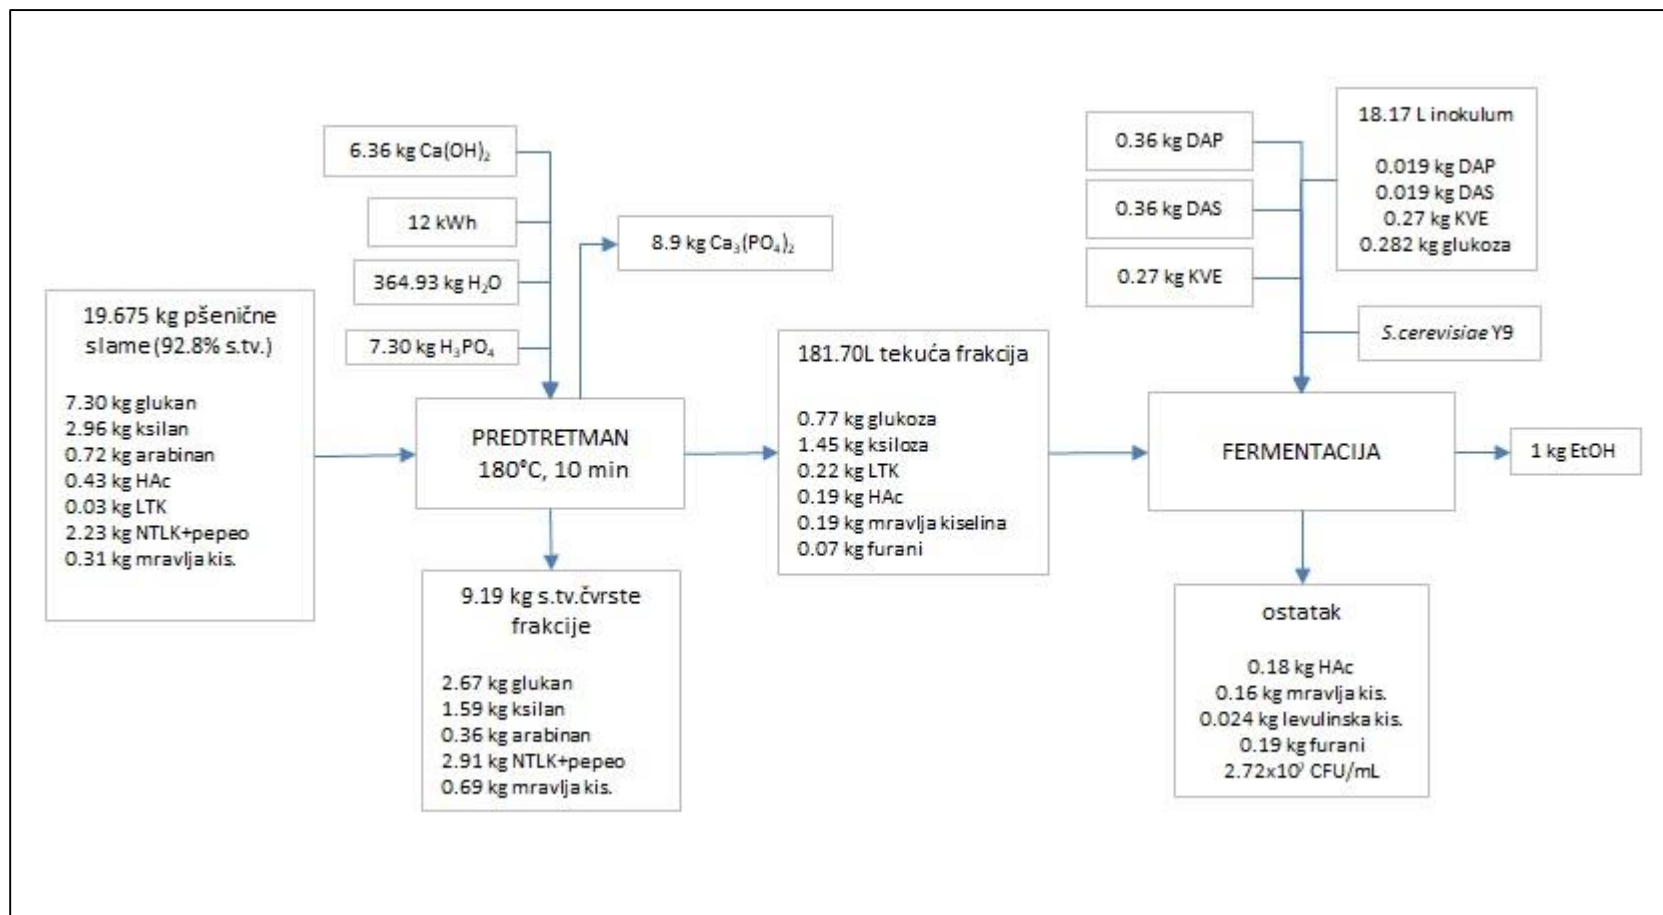 6.36 kg Ca(OH)₂
12 kWh
364.93 kg H₂O
7.30 kg H₃PO₄
8.9 kg Ca₃(PO₄)₂
19.675 kg pšenične
slame (92.8% s.tv.)
7.30 kg glukan
2.96 kg ksilan
0.72 kg arabinan
0.43 kg HAc
0.03 kg LTK
2.23 kg NTLK+pepeo
0.31 kg mravlja kis.
PREDTRETMAN
180°C, 10 min
9.19 kg s.tv.čvrste
frakcije
2.67 kg glukan
1.59 kg ksilan
0.36 kg arabinan
2.91 kg NTLK+pepeo
0.69 kg mravlja kis.
181.70L tekuća frakcija
0.77 kg glukoza
1.45 kg ksiloza
0.22 kg LTK
0.19 kg HAc
0.19 kg mravlja kiselina
0.07 kg furani
0.36 kg DAP
0.36 kg DAS
0.27 kg KVE
18.17 L inokulum
0.019 kg DAP
0.019 kg DAS
0.27 kg KVE
0.282 kg glukoza
S.cerevisiae Y9
FERMENTACIJA
1 kg EtOH
ostatak
0.18 kg HAc
0.16 kg mravlja kis.
0.024 kg levulinska kis.
0.19 kg furani
CFU/mL